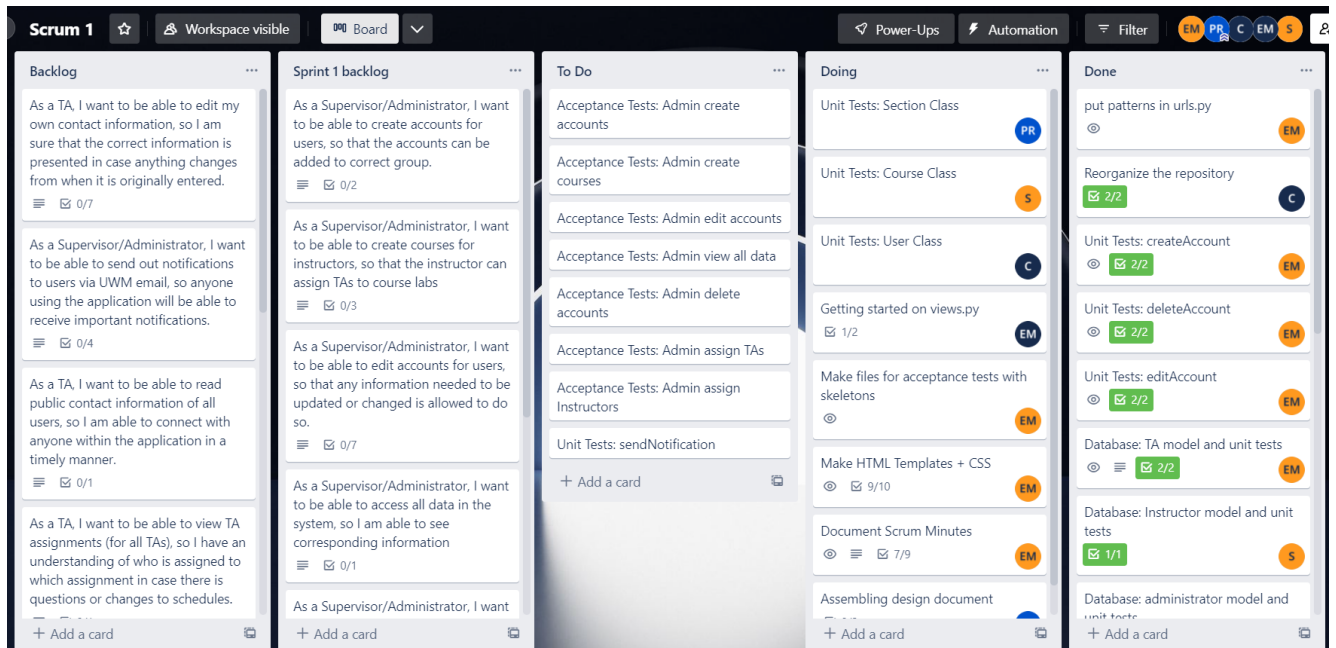 Scrum 1
Workspace visible
Board
Power-Ups
Automation
Filter
EM PR C EM S
Backlog
As a TA, I want to be able to edit my
own contact information, so I am
sure that the correct information is
presented in case anything changes
from when it is originally entered.
0/7
As a Supervisor/Administrator, I want
to be able to send out notifications
to users via UWM email, so anyone
using the application will be able to
receive important notifications.
0/4
As a TA, I want to be able to read
public contact information of all
users, so I am able to connect with
anyone within the application in a
timely manner.
0/1
As a TA, I want to be able to view TA
assignments (for all TAs), so I have an
understanding of who is assigned to
which assignment in case there is
questions or changes to schedules.
+ Add a card
Sprint 1 backlog
As a Supervisor/Administrator, I want
to be able to create accounts for
users, so that the accounts can be
added to correct group.
0/2
As a Supervisor/Administrator, I want
to be able to create courses for
instructors, so that the instructor can
assign TAs to course labs
0/3
As a Supervisor/Administrator, I want
to be able to edit accounts for users,
so that any information needed to be
updated or changed is allowed to do
so.
0/7
As a Supervisor/Administrator, I want
to be able to access all data in the
system, so I am able to see
corresponding information
0/1
As a Supervisor/Administrator, I want
+ Add a card
To Do
Acceptance Tests: Admin create
accounts
Acceptance Tests: Admin create
courses
Acceptance Tests: Admin edit accounts
Acceptance Tests: Admin view all data
Acceptance Tests: Admin delete
accounts
Acceptance Tests: Admin assign TAs
Acceptance Tests: Admin assign
Instructors
Unit Tests: sendNotification
+ Add a card
Doing
Unit Tests: Section Class
PR
Unit Tests: Course Class
S
Unit Tests: User Class
C
Getting started on views.py
1/2
EM
Make files for acceptance tests with
skeletons
EM
Make HTML Templates + CSS
9/10
EM
Document Scrum Minutes
7/9
EM
Assembling design document
+ Add a card
Done
put patterns in urls.py
EM
Reorganize the repository
2/2
C
Unit Tests: createAccount
2/2
EM
Unit Tests: deleteAccount
2/2
EM
Unit Tests: editAccount
2/2
EM
Database: TA model and unit tests
2/2
EM
Database: Instructor model and unit
tests
1/1
S
Database: administrator model and
unit tests
+ Add a card